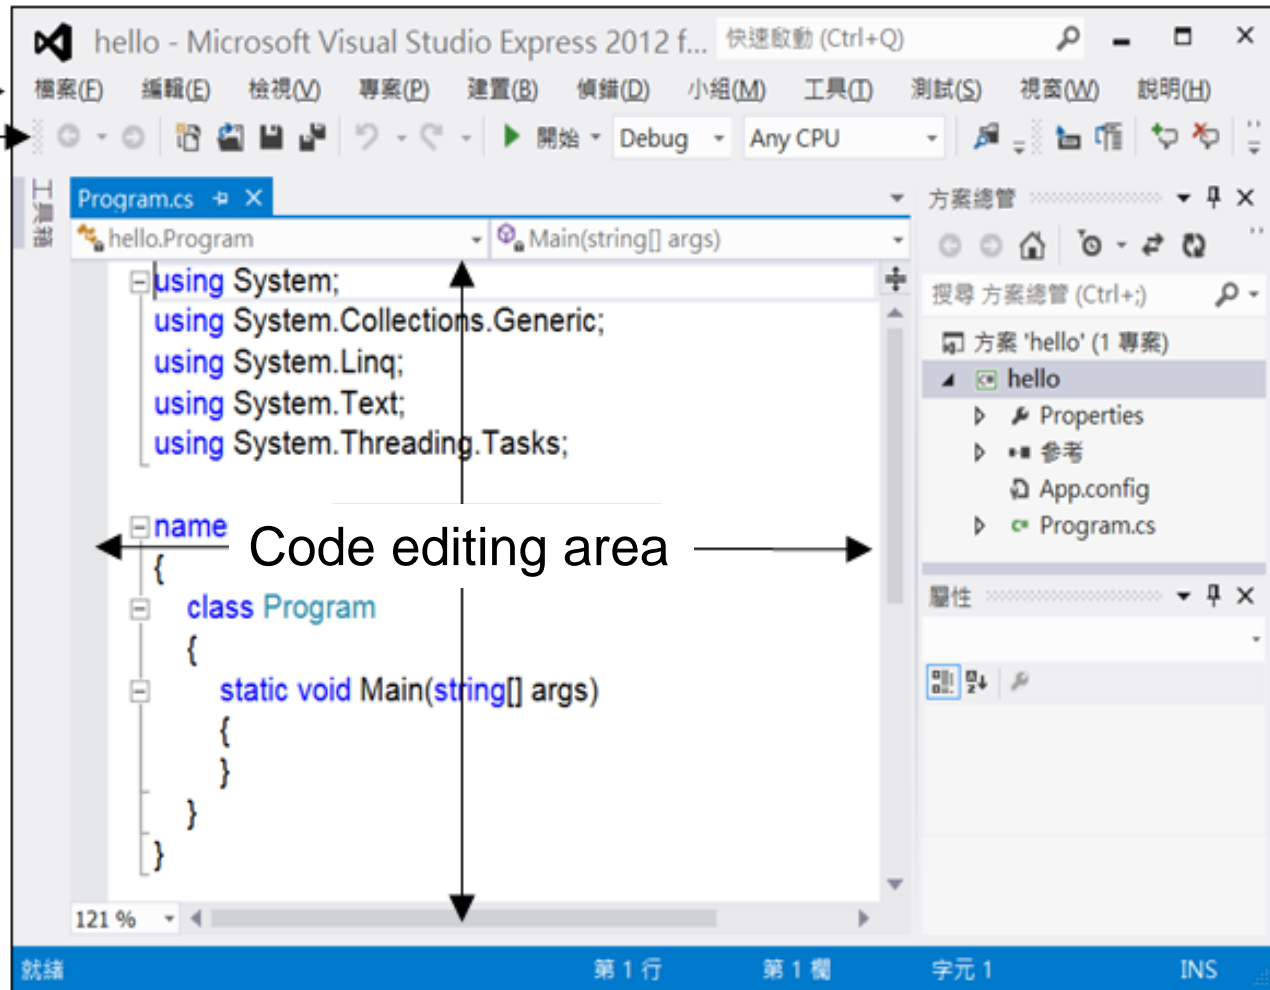 hello - Microsoft Visual Studio Express 2012 f... 快速啟動 (Ctrl+Q)
檔案(F) 編輯(E) 檢視(V) 專案(P) 建置(B) 偵錯(D) 小組(M) 工具(T) 測試(S) 視窗(W) 說明(H)
開始 Debug Any CPU
工具箱
Program.cs
hello.Program Main(string[] args)
using System;
using System.Collections.Generic;
using System.Linq;
using System.Text;
using System.Threading.Tasks;
name
Code editing area
{
class Program
{
static void Main(string[] args)
{
}
}
}
121 %
方案總管
搜尋 方案總管 (Ctrl+;)
方案 'hello' (1 專案)
hello
Properties
參考
App.config
Program.cs
屬性
就緒 第 1 行 第 1 欄 字元 1 INS